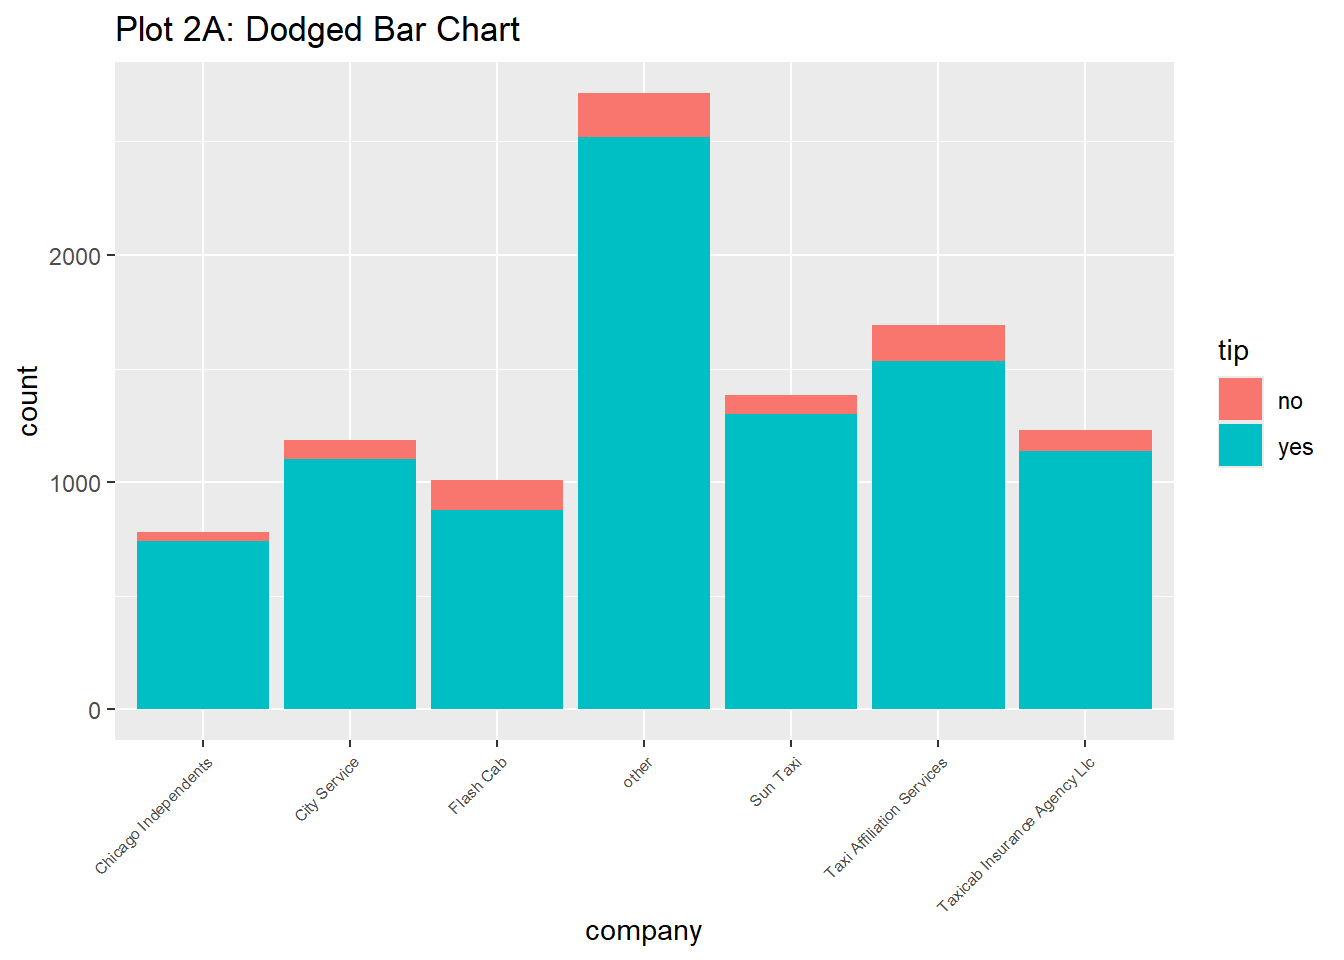 Plot 2A: Dodged Bar Chart
count
2000
1000
0
Chicago Independents
City Service
Flash Cab
other
Sun Taxi
Taxi Affiliation Services
Taxicab Insurance Agency Llc
company
tip
no
yes